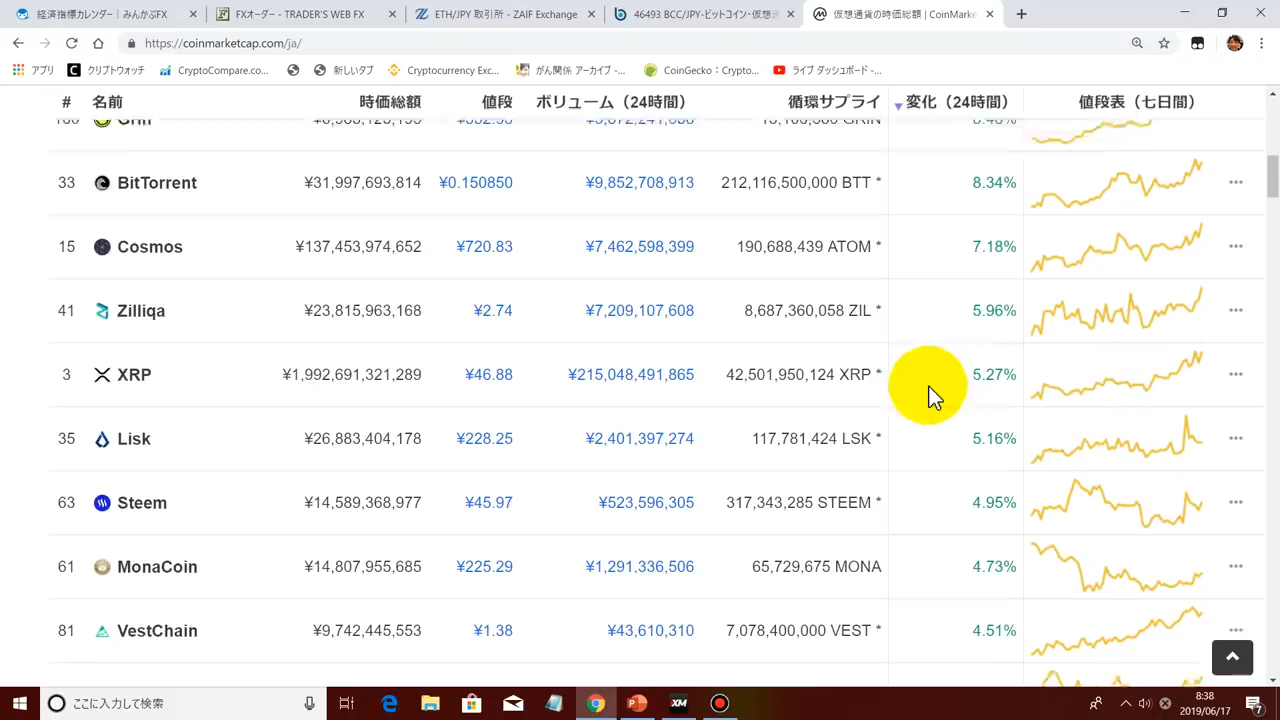 経済指標カレンダー｜みんかぶFX
FXオーダー - TRADER'S WEB FX
ETH/JPY 取引所 - ZAIF Exchange
46493 BCC/JPY-ビットコイン・仮想通
仮想通貨の時価総額 | CoinMarke
https://coinmarketcap.com/ja/
アプリ クリプトウォッチ CryptoCompare.co... 新しいタブ Cryptocurrency Exc... がん関係 アーカイブ -... CoinGecko：Crypto... ライブ ダッシュボード -...
# 名前 時価総額 値段 ボリューム（24時間） 循環サプライ 変化（24時間） 値段表（七日間）
33 BitTorrent ¥31,997,693,814 ¥0.150850 ¥9,852,708,913 212,116,500,000 BTT * 8.34%
15 Cosmos ¥137,453,974,652 ¥720.83 ¥7,462,598,399 190,688,439 ATOM * 7.18%
41 Zilliqa ¥23,815,963,168 ¥2.74 ¥7,209,107,608 8,687,360,058 ZIL * 5.96%
3 XRP ¥1,992,691,321,289 ¥46.88 ¥215,048,491,865 42,501,950,124 XRP * 5.27%
35 Lisk ¥26,883,404,178 ¥228.25 ¥2,401,397,274 117,781,424 LSK * 5.16%
63 Steem ¥14,589,368,977 ¥45.97 ¥523,596,305 317,343,285 STEEM * 4.95%
61 MonaCoin ¥14,807,955,685 ¥225.29 ¥1,291,336,506 65,729,675 MONA 4.73%
81 VestChain ¥9,742,445,553 ¥1.38 ¥43,610,310 7,078,400,000 VEST * 4.51%
ここに入力して検索
XM
8:38
2019/06/17
7